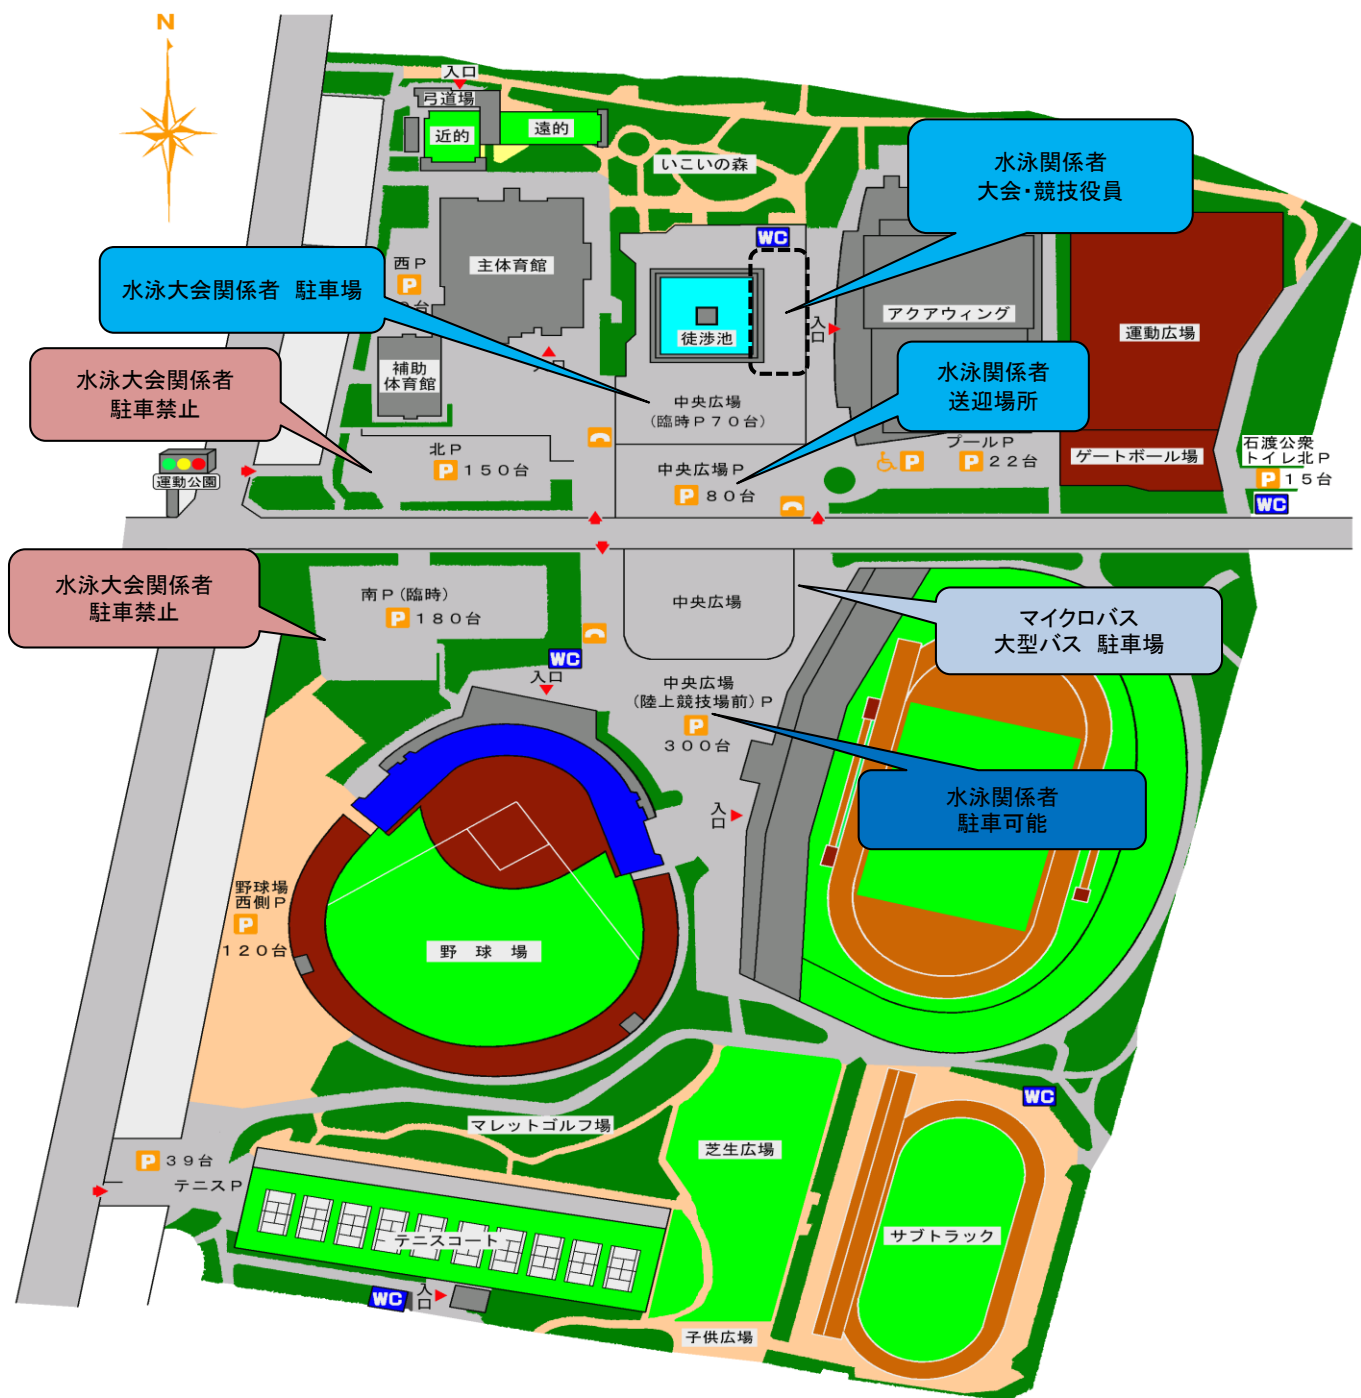 N
入口
弓道場
近的
遠的
いこいの森
水泳関係者
大会・競技役員
WC
西P
P
台
主体育館
水泳大会関係者 駐車場
徒渉池
入口
アクアウィング
運動広場
補助
体育館
入口
水泳大会関係者
駐車禁止
中央広場
(臨時P70台)
水泳関係者
送迎場所
北P
P 150台
中央広場P
P 80台
プールP
P
P 22台
ゲートボール場
石渡公衆
トイレ北P
P 15台
WC
運動公園
水泳大会関係者
駐車禁止
南P(臨時)
P 180台
中央広場
マイクロバス
大型バス 駐車場
WC
入口
中央広場
(陸上競技場前)P
P
300台
水泳関係者
駐車可能
入口
野球場
西側P
P
120台
野球場
WC
マレットゴルフ場
芝生広場
P 39台
テニスP
テニスコート
サブトラック
WC
入口
子供広場